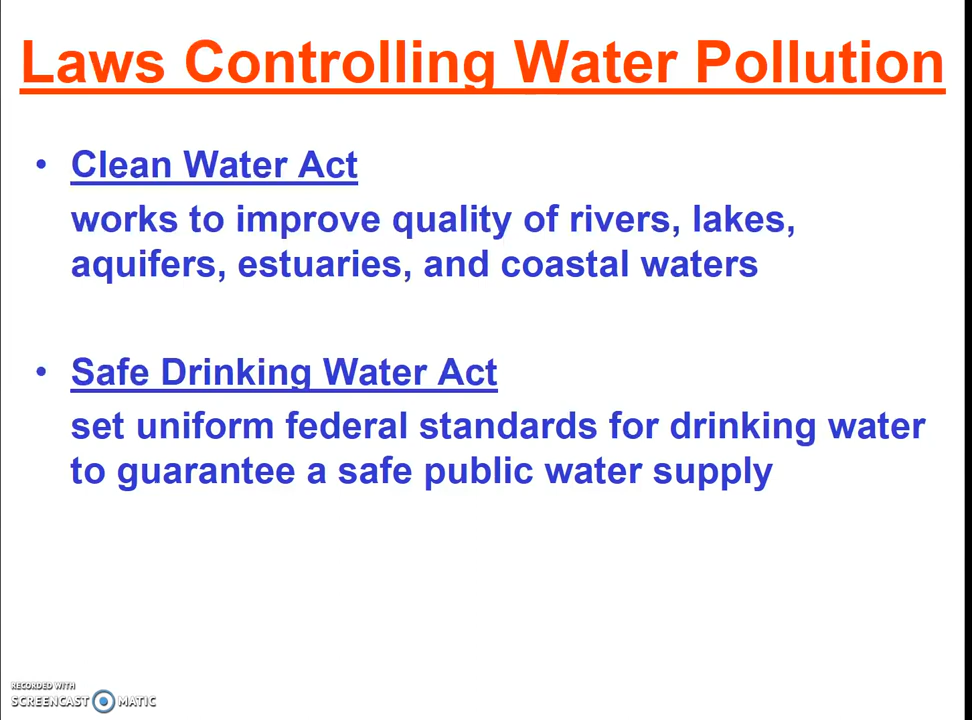 Laws Controlling Water Pollution
• Clean Water Act
works to improve quality of rivers, lakes,
aquifers, estuaries, and coastal waters
• Safe Drinking Water Act
set uniform federal standards for drinking water
to guarantee a safe public water supply
RECORDED WITH
SCREENCAST MATIC